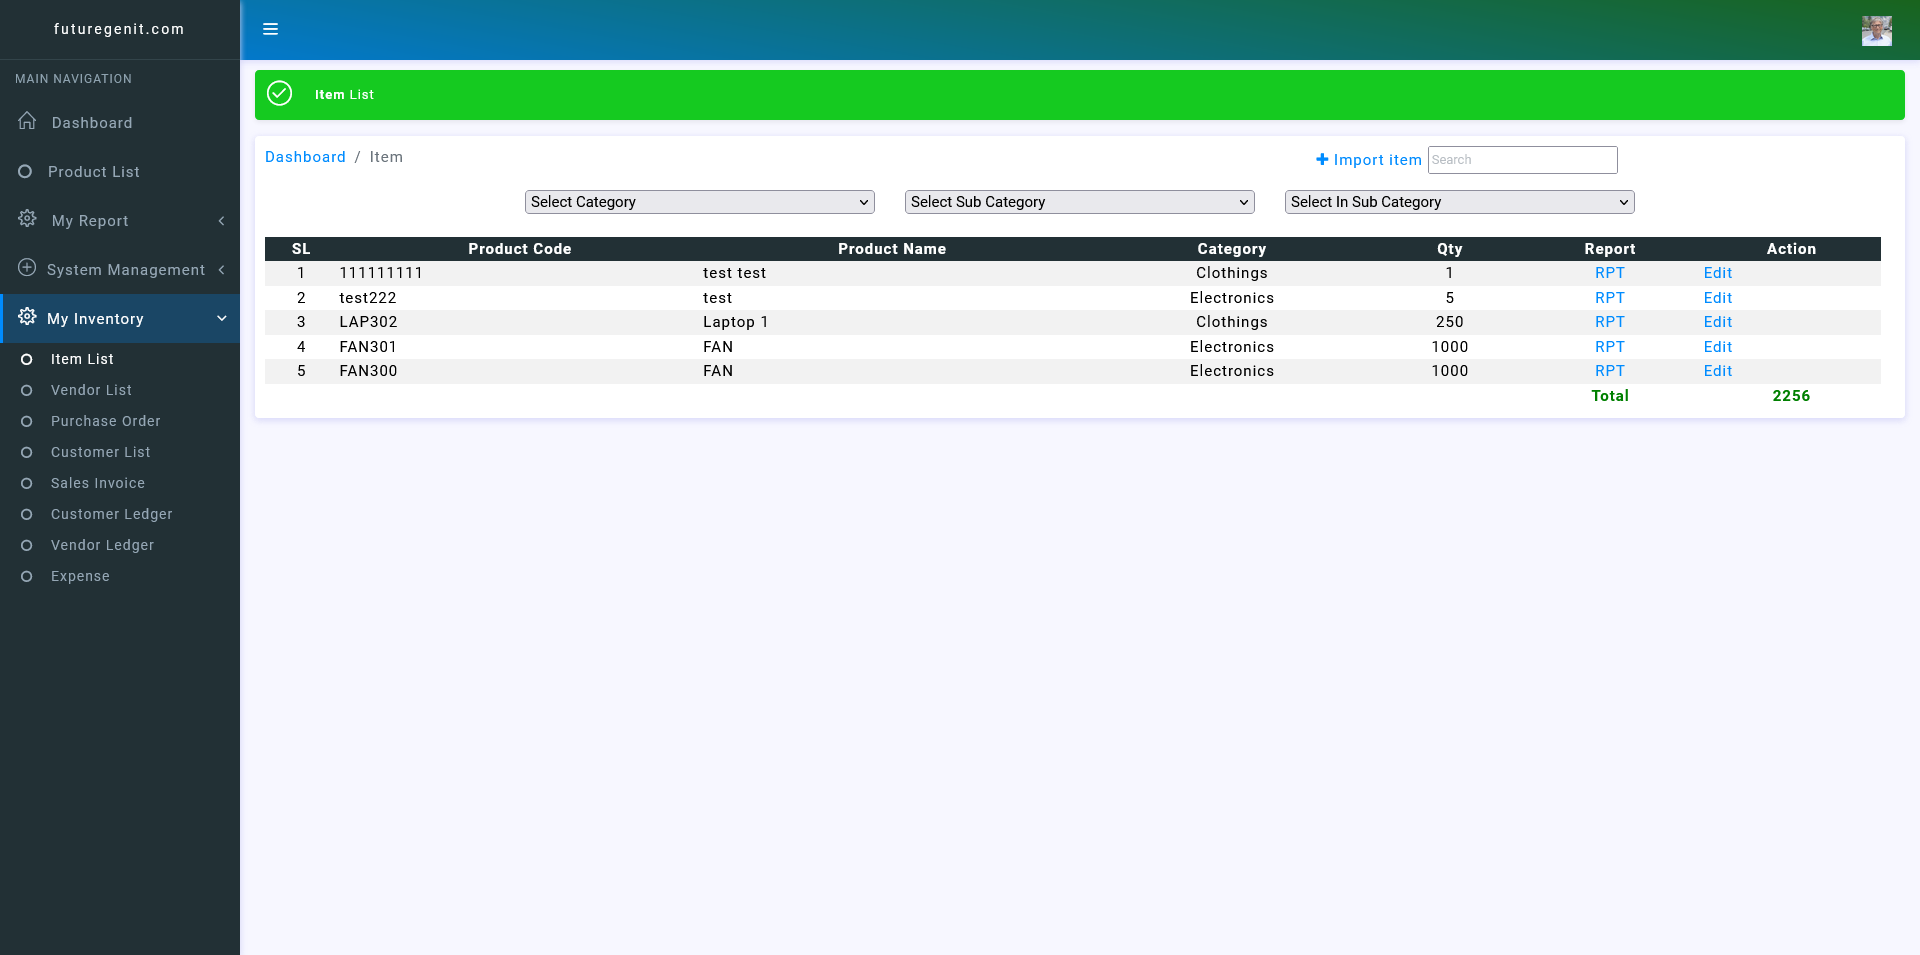 futuregenit.com
MAIN NAVIGATION
Dashboard
Product List
My Report
System Management
My Inventory
Item List
Vendor List
Purchase Order
Customer List
Sales Invoice
Customer Ledger
Vendor Ledger
Expense
Item List
Dashboard / Item
Import item Search
Select Category Select Sub Category Select In Sub Category
SL Product Code Product Name Category Qty Report Action
1 111111111 test test Clothings 1 RPT Edit
2 test222 test Electronics 5 RPT Edit
3 LAP302 Laptop 1 Clothings 250 RPT Edit
4 FAN301 FAN Electronics 1000 RPT Edit
5 FAN300 FAN Electronics 1000 RPT Edit
Total 2256